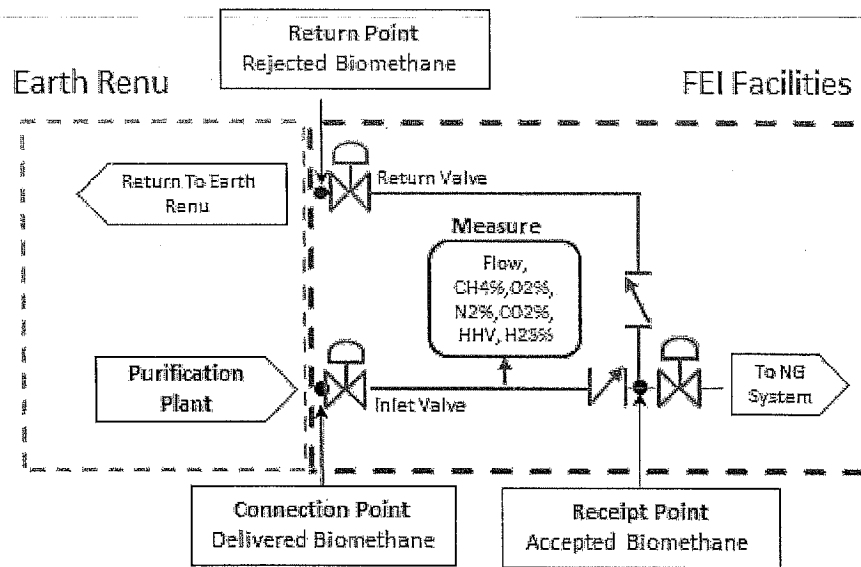 Return Point
Rejected Biomethane
Earth Renu
FEI Facilities
Return To Earth
Renu
Return Valve
Measure
Flow,
CH4%,O2%,
N2%,CO2%,
HHV, H2S%
Purification
Plant
Inlet Valve
To NG
System
Connection Point
Delivered Biomethane
Receipt Point
Accepted Biomethane